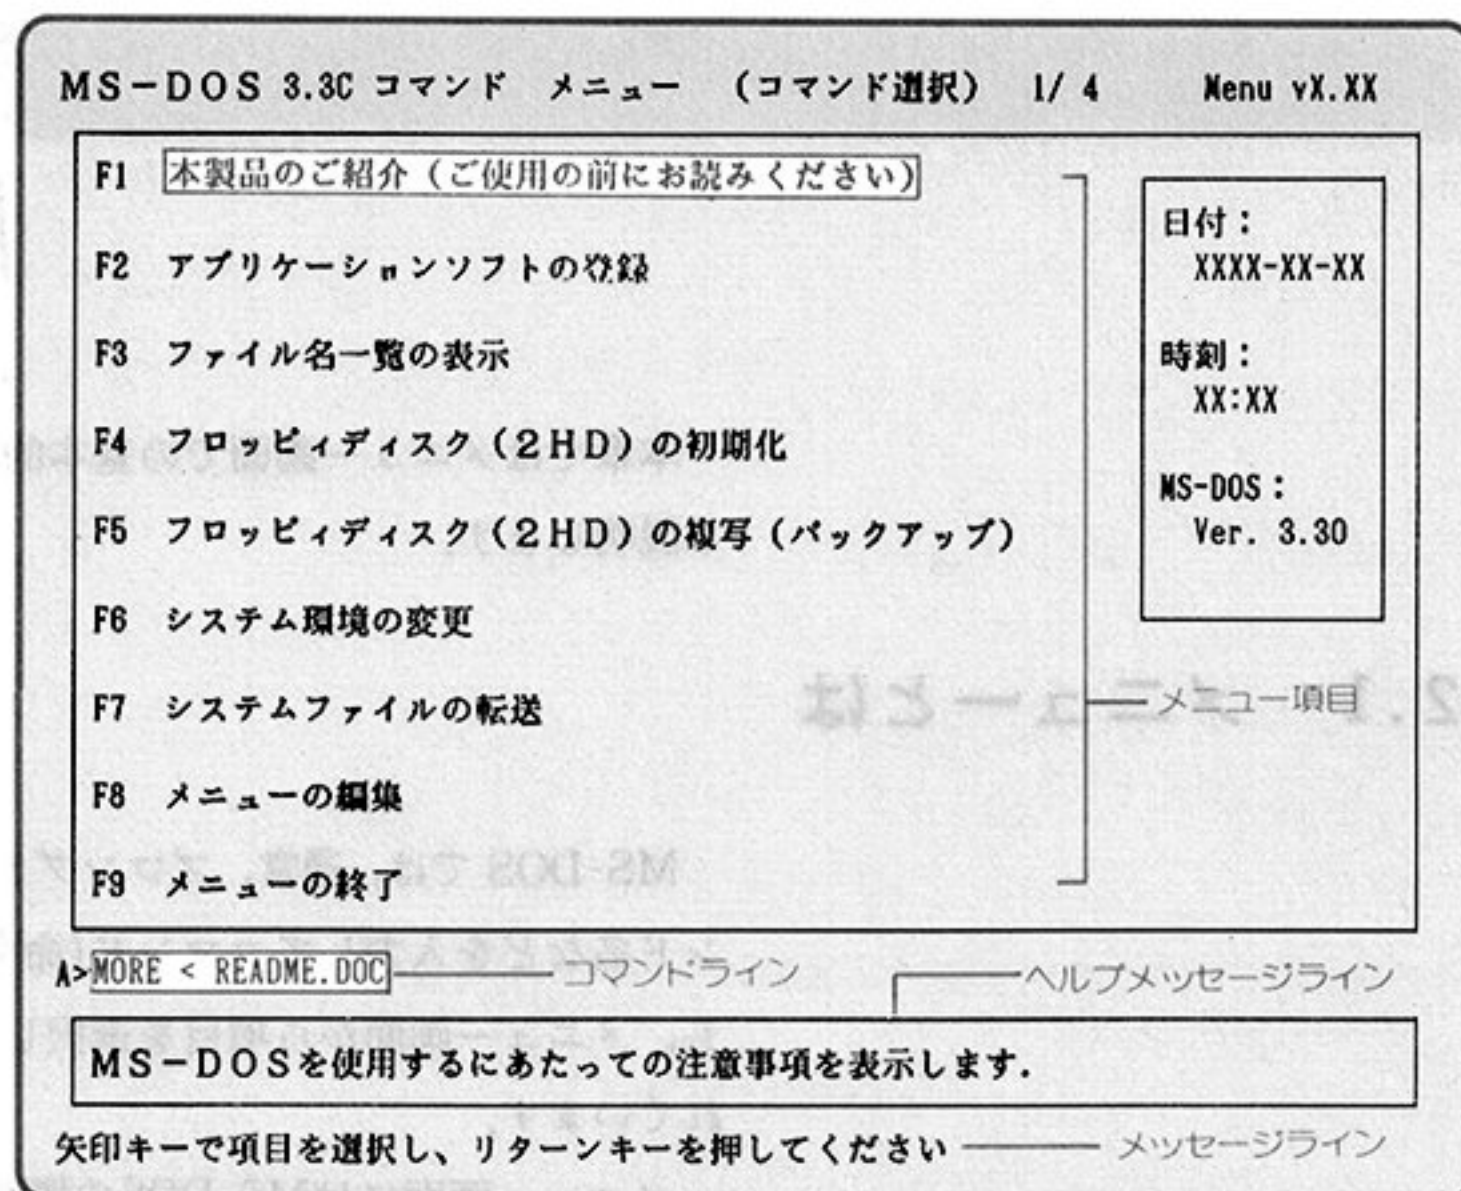 MS-DOS 3.3C コマンド メニュー （コマンド選択） 1/ 4 Menu vX.XX
F1 本製品のご紹介（ご使用の前にお読みください）
F2 アプリケーションソフトの登録
F3 ファイル名一覧の表示
F4 フロッピィディスク（2HD）の初期化
F5 フロッピィディスク（2HD）の複写（バックアップ）
F6 システム環境の変更
F7 システムファイルの転送
F8 メニューの編集
F9 メニューの終了
日付：
XXXX-XX-XX
時刻：
XX:XX
MS-DOS：
Ver. 3.30
メニュー項目
A>MORE < README.DOC
コマンドライン
ヘルプメッセージライン
MS-DOSを使用するにあたっての注意事項を表示します．
矢印キーで項目を選択し、リターンキーを押してください
メッセージライン
2.1 メニューとは
MS-DOS では